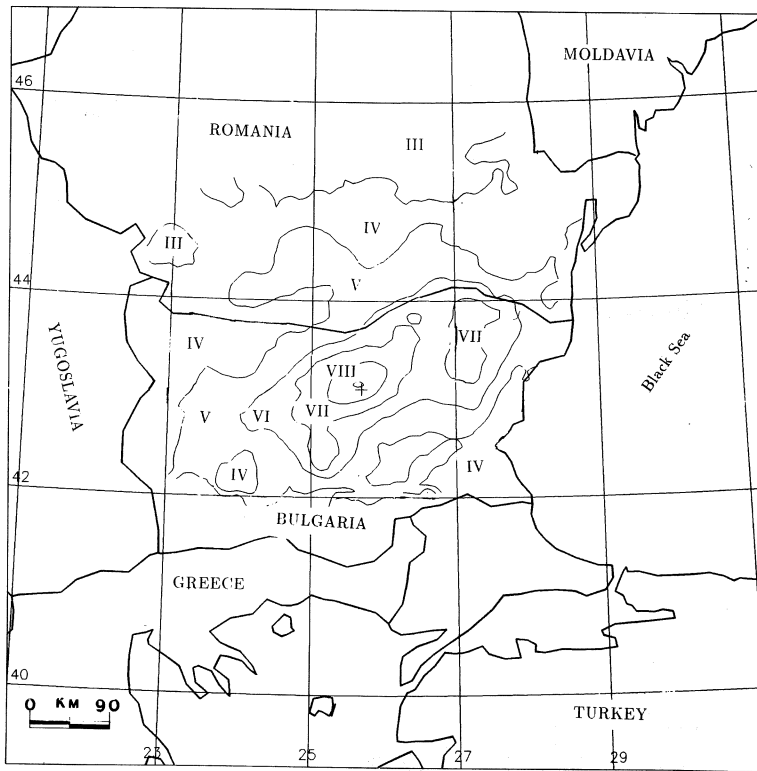 MOLDAVIA
46
ROMANIA
III
IV
III
44
V
VII
IV
YUGOSLAVIA
Black Sea
VIII
V
VI
VII
IV
IV
42
BULGARIA
GREECE
40
0 KM 90
TURKEY
23
25
27
29